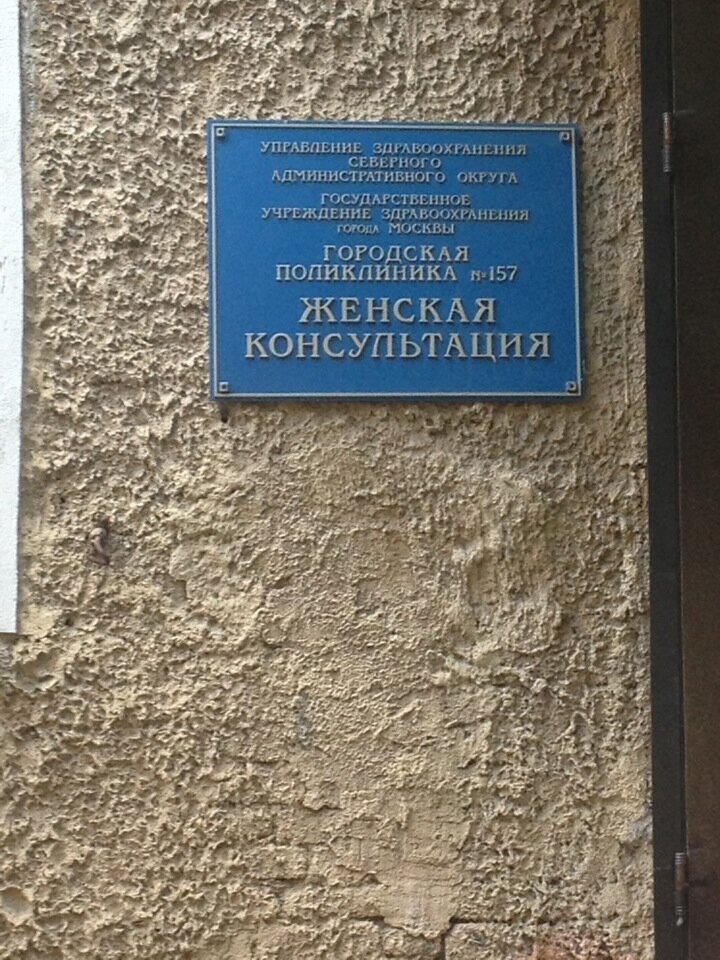 УПРАВЛЕНИЕ ЗДРАВООХРАНЕНИЯ
СЕВЕРНОГО
АДМИНИСТРАТИВНОГО ОКРУГА
ГОСУДАРСТВЕННОЕ
УЧРЕЖДЕНИЕ ЗДРАВООХРАНЕНИЯ
ГОРОДА МОСКВЫ
ГОРОДСКАЯ
ПОЛИКЛИНИКА №157
ЖЕНСКАЯ
КОНСУЛЬТАЦИЯ